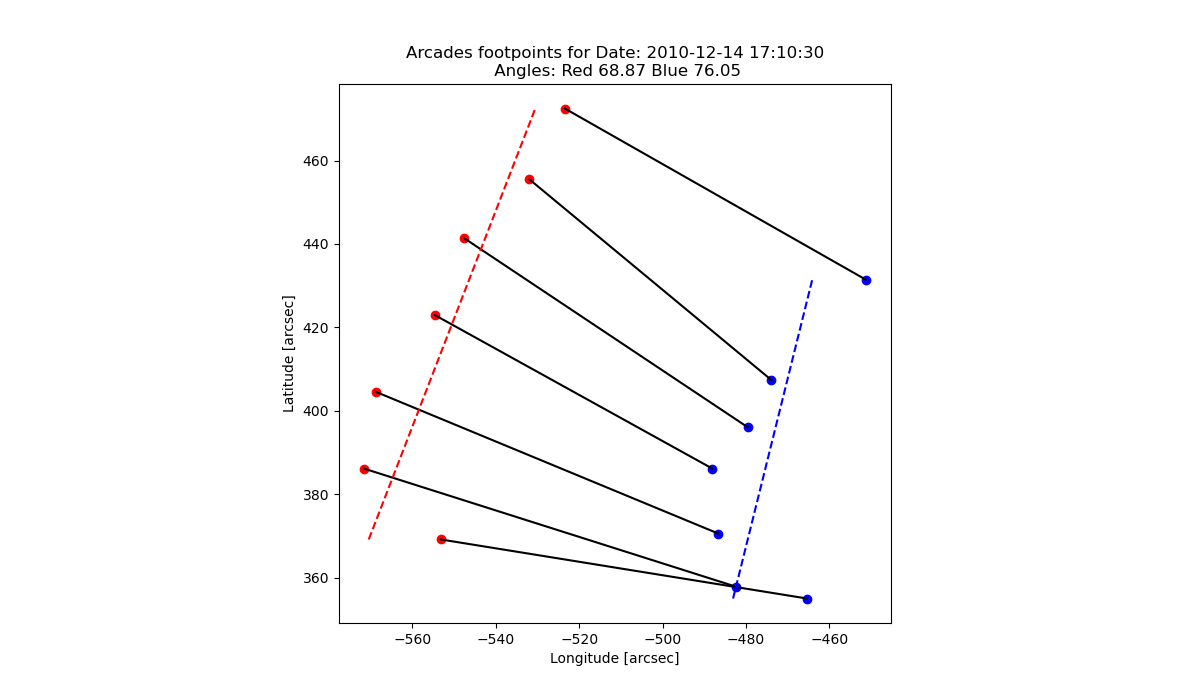 Arcades footpoints for Date: 2010-12-14 17:10:30
Angles: Red 68.87 Blue 76.05
460
440
420
400
380
360
Latitude [arcsec]
−560 −540 −520 −500 −480 −460
Longitude [arcsec]